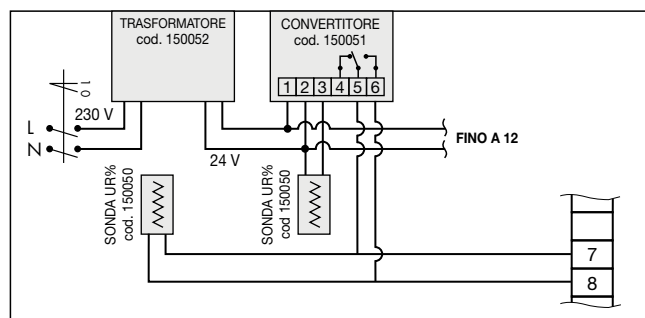 TRASFORMATORE
cod. 150052
CONVERTITORE
cod. 150051
1 2 3 4 5 6
I 0
230 V
L
N
24 V
FINO A 12
SONDA UR%
cod. 150050
SONDA UR%
cod 150050
7
8